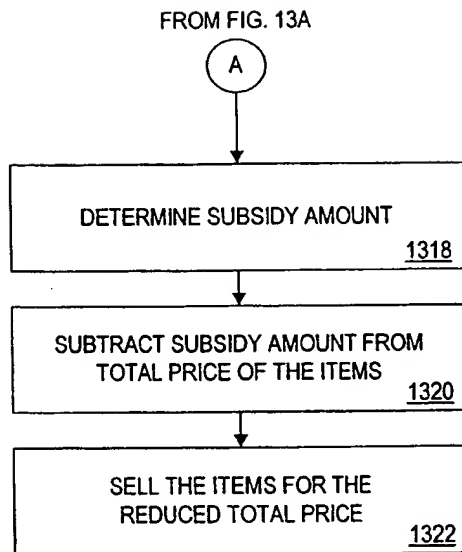 FROM FIG. 13A
A
DETERMINE SUBSIDY AMOUNT
1318
SUBTRACT SUBSIDY AMOUNT FROM
TOTAL PRICE OF THE ITEMS
1320
SELL THE ITEMS FOR THE
REDUCED TOTAL PRICE
1322